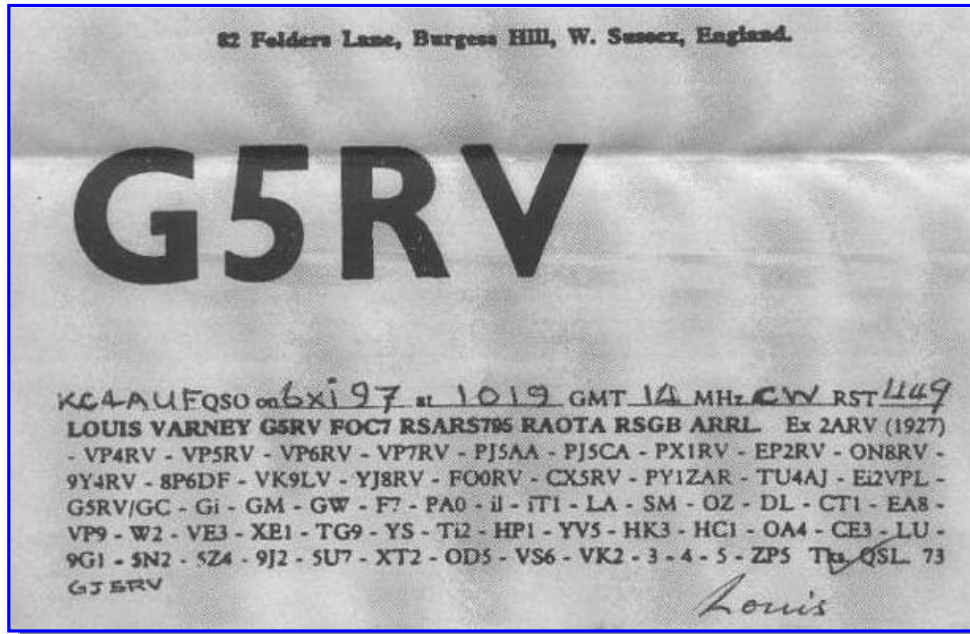 82 Folders Lane, Burgess Hill, W. Sussex, England.
G5RV
KC4AUF QSO on 6xi97 at 1019 GMT 14 MHz CW RST 449
LOUIS VARNEY G5RV FOC7 RSARS785 RAOTA RSGB ARRL. Ex 2ARV (1927)
- VP4RV - VP5RV - VP6RV - VP7RV - PJ5AA - PJ5CA - PX1RV - EP2RV - ON8RV -
9Y4RV - 8P6DF - VK9LV - YJ8RV - FO0RV - CX5RV - PY1ZAR - TU4AJ - Ei2VPL -
G5RV/GC - Gi - GM - GW - F7 - PA0 - iI - iT1 - LA - SM - OZ - DL - CT1 - EA8 -
VP9 - W2 - VE3 - XE1 - TG9 - YS - Ti2 - HP1 - YV5 - HK3 - HC1 - OA4 - CE3 - LU -
9G1 - 5N2 - 5Z4 - 9J2 - 5U7 - XT2 - OD5 - VS6 - VK2 - 3 - 4 - 5 - ZP5 Tks QSL. 73
GJ5RV
Louis